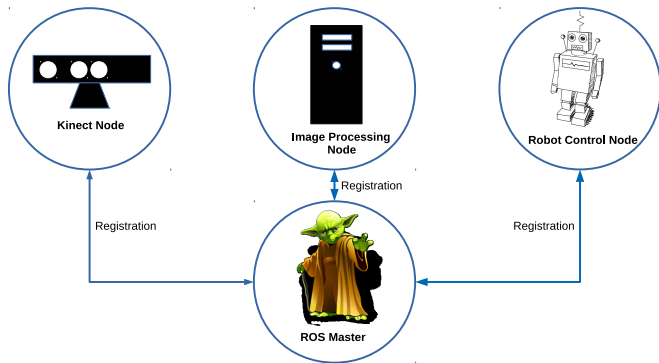 Kinect Node
Image Processing
Node
Robot Control Node
Registration
Registration
Registration
ROS Master